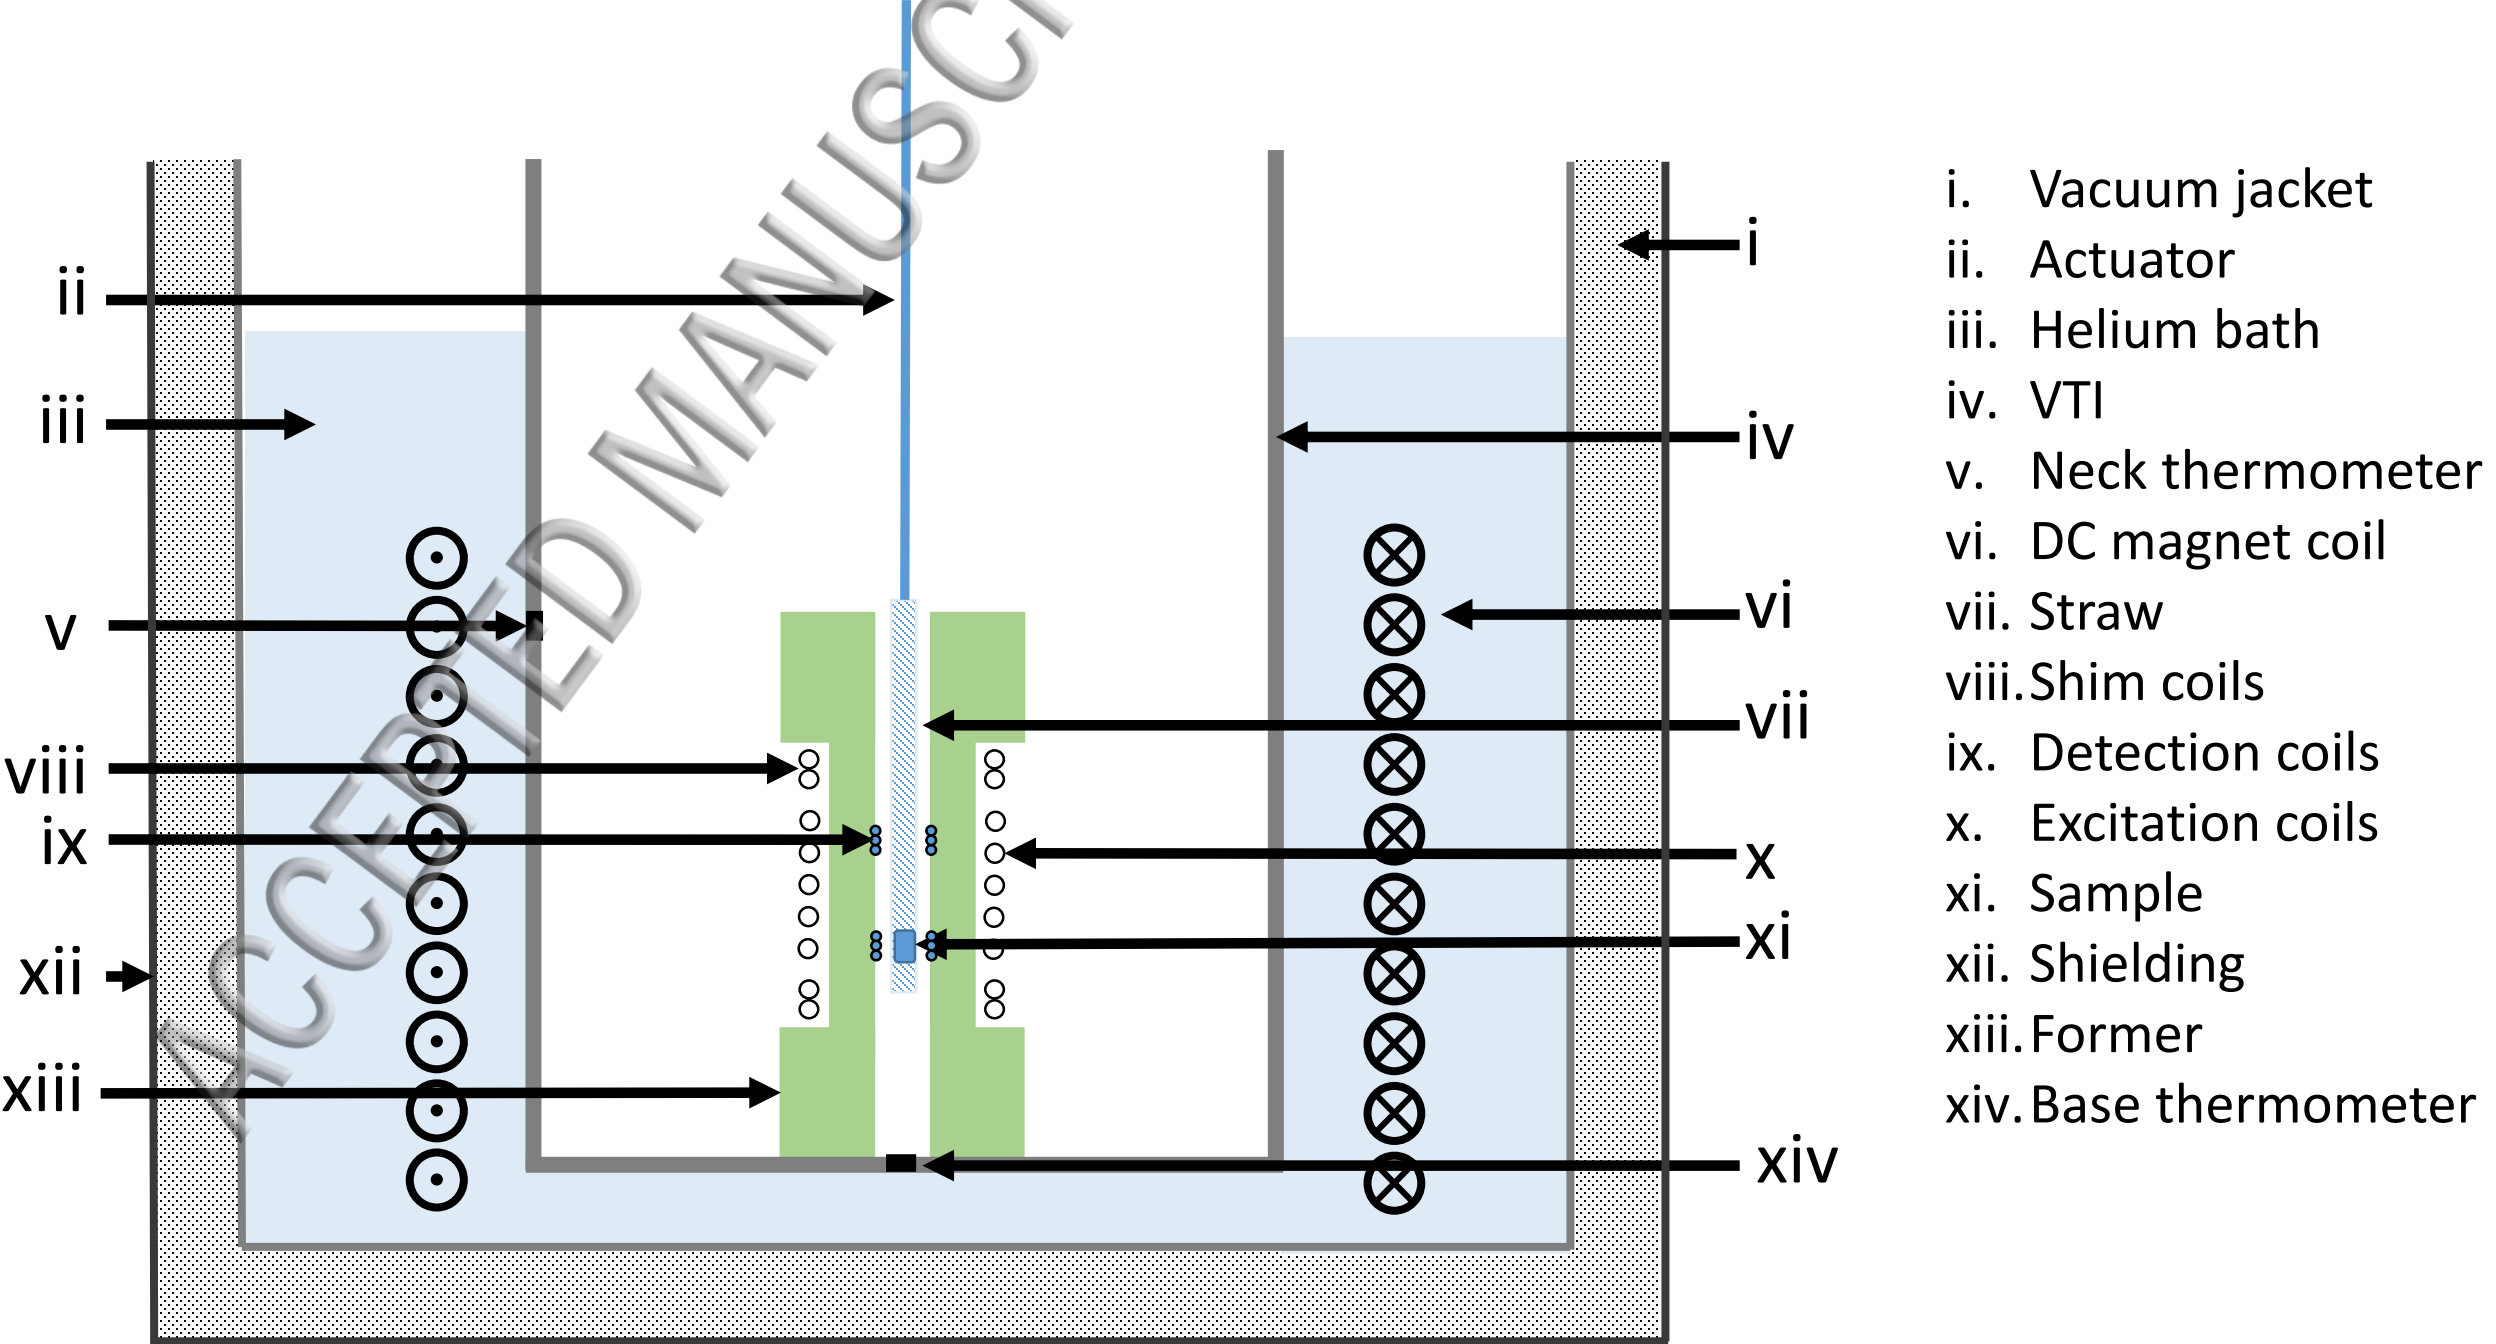 ii
iii
v
viii
ix
xii
xiii
i
iv
vi
vii
x
xi
xiv
i. Vacuum jacket
ii. Actuator
iii. Helium bath
iv. VTI
v. Neck thermometer
vi. DC magnet coil
vii. Straw
viii. Shim coils
ix. Detection coils
x. Excitation coils
xi. Sample
xii. Shielding
xiii. Former
xiv. Base thermometer